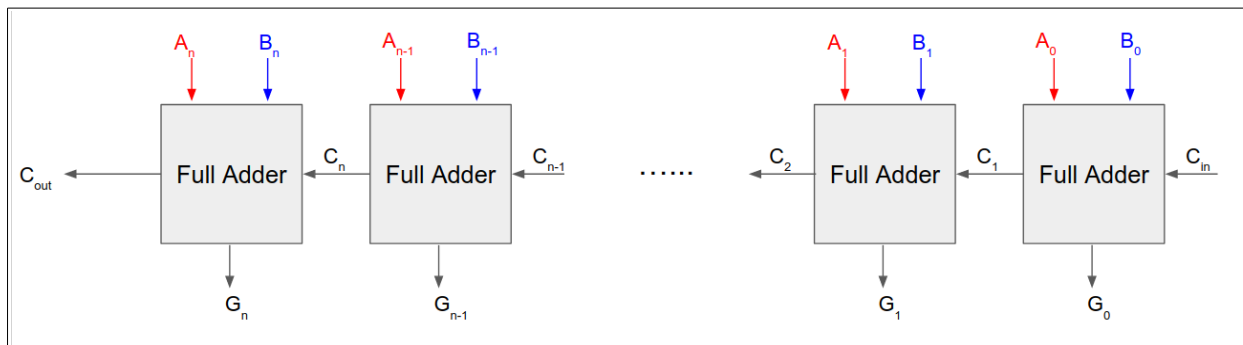 Aₙ Bₙ Aₙ₋₁ Bₙ₋₁ A₁ B₁ A₀ B₀
Cₒᵤₜ Full Adder Cₙ Full Adder Cₙ₋₁ ...... C₂ Full Adder C₁ Full Adder Cᵢₙ
Gₙ Gₙ₋₁ G₁ G₀